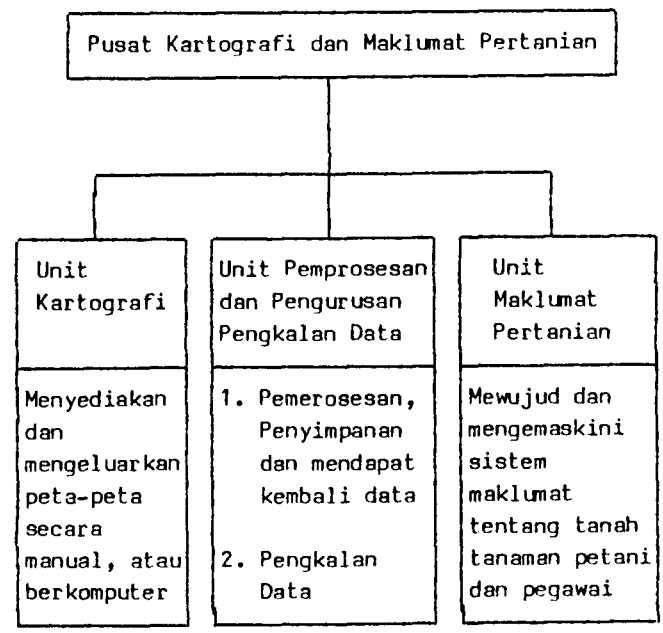 Pusat Kartografi dan Maklumat Pertanian
Unit
Kartografi
Menyediakan
dan
mengeluarkan
peta-peta
secara
manual, atau
berkomputer
Unit Pemprosesan
dan Pengurusan
Pengkalan Data
1. Pemerosesan,
Penyimpanan
dan mendapat
kembali data
2. Pengkalan
Data
Unit
Maklumat
Pertanian
Mewujud dan
mengemaskini
sistem
maklumat
tentang tanah
tanaman petani
dan pegawai